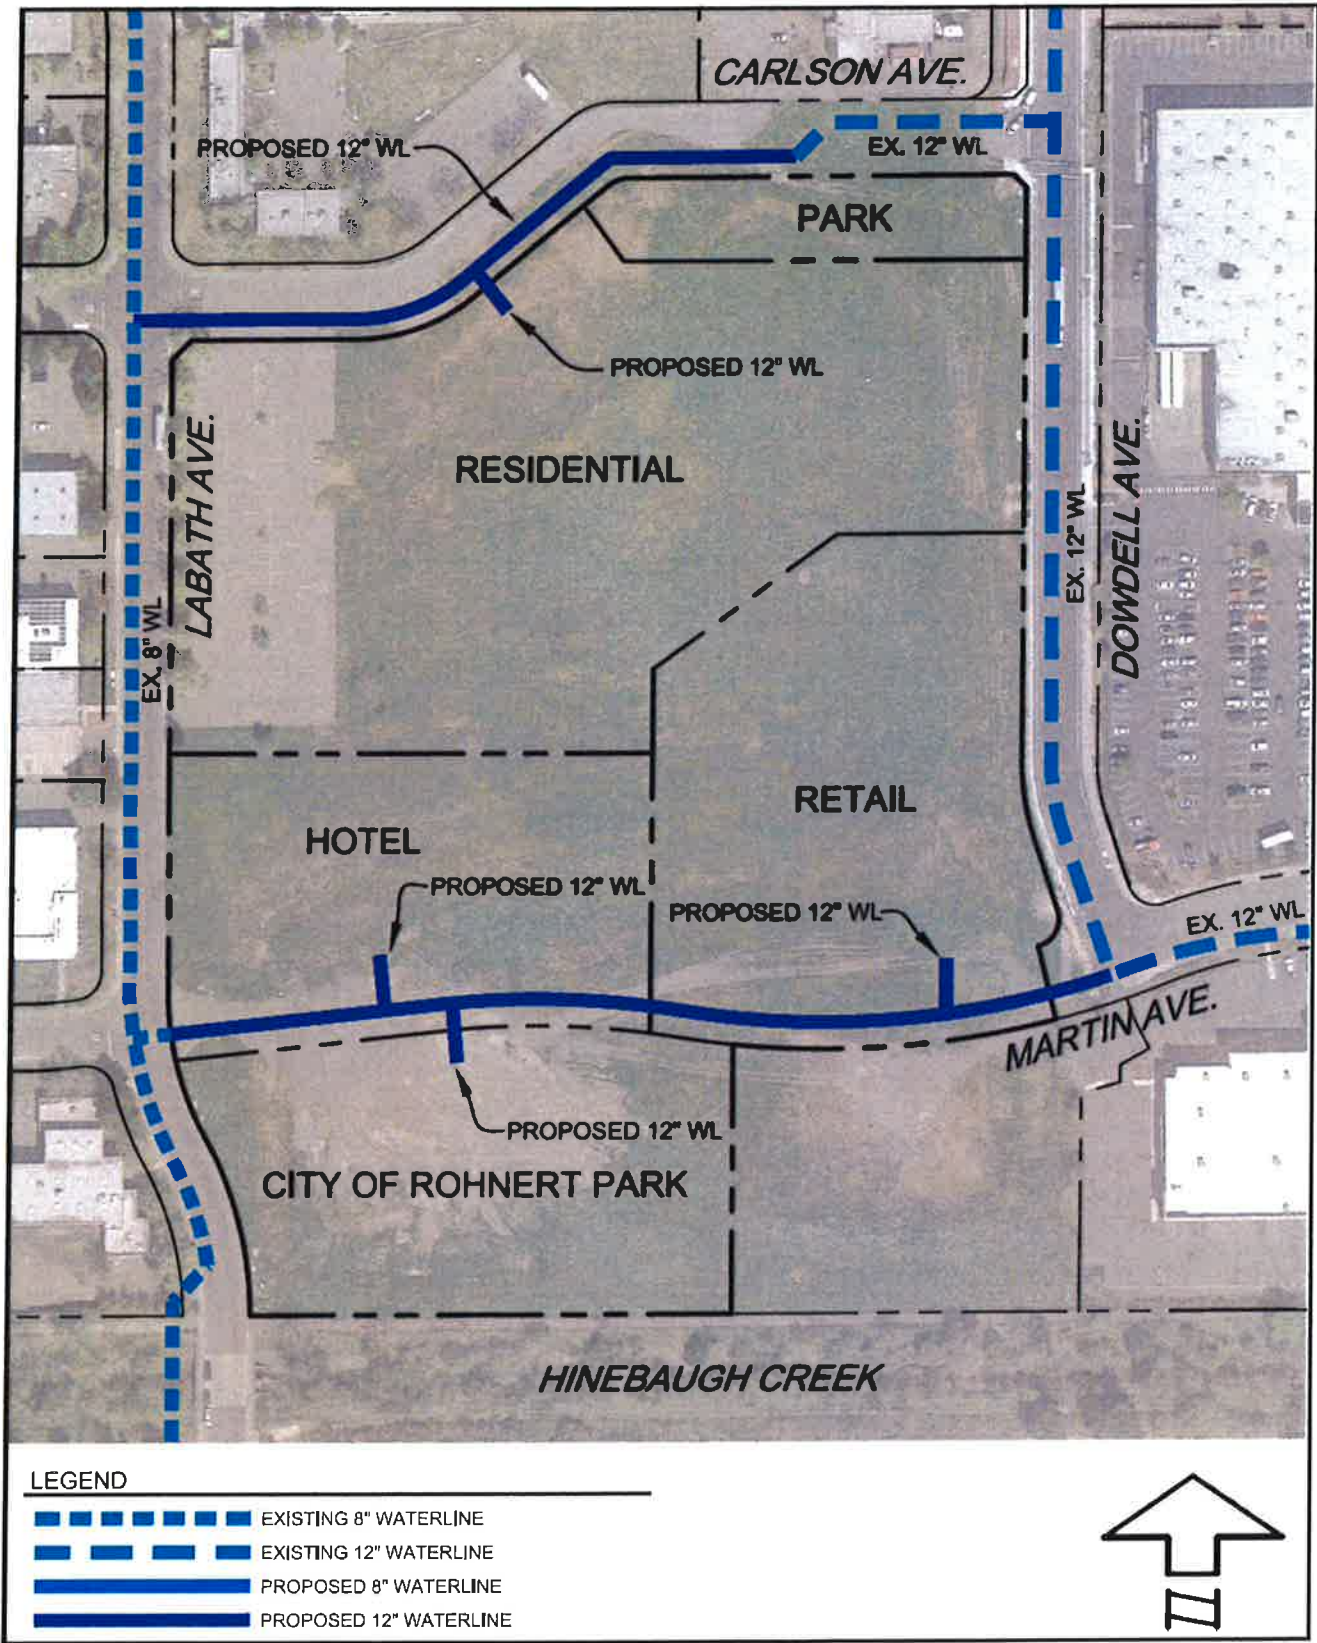 CARLSON AVE.
PROPOSED 12" WL
EX. 12" WL
PARK
PROPOSED 12" WL
LABATH AVE.
RESIDENTIAL
DOWDELL AVE.
EX. 12" WL
EX. 8" WL
RETAIL
HOTEL
PROPOSED 12" WL
PROPOSED 12" WL
EX. 12" WL
MARTIN AVE.
PROPOSED 12" WL
CITY OF ROHNERT PARK
HINEBAUGH CREEK
LEGEND
EXISTING 8" WATERLINE
EXISTING 12" WATERLINE
PROPOSED 8" WATERLINE
PROPOSED 12" WATERLINE
N